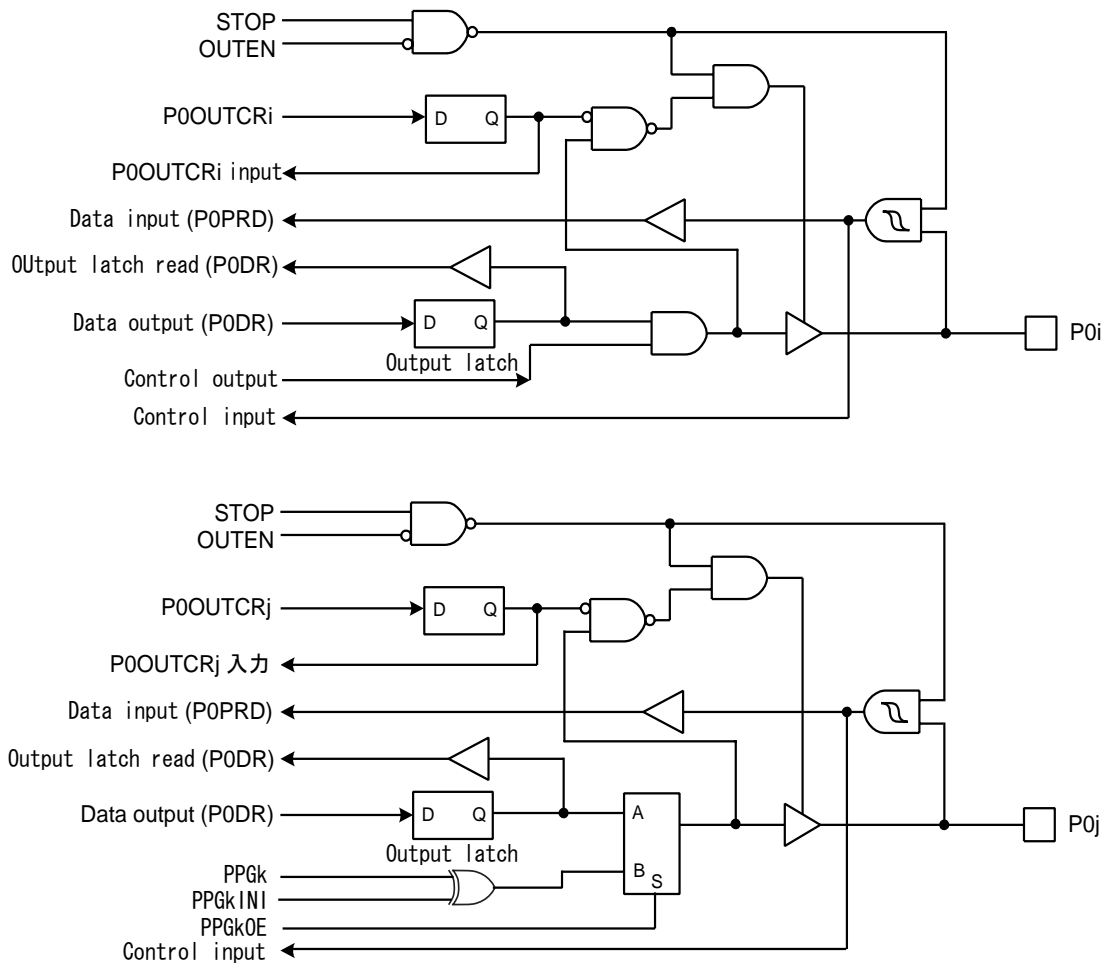 STOP
OUTEN
P0OUTCRi
D Q
P0OUTCRi input
Data input (P0PRD)
OUtput latch read (P0DR)
Data output (P0DR)
D Q
Output latch
P0i
Control output
Control input
STOP
OUTEN
P0OUTCRj
D Q
P0OUTCRj 入力
Data input (P0PRD)
Output latch read (P0DR)
Data output (P0DR)
D Q
A
P0j
Output latch
PPGk
B
S
PPGkINI
PPGkOE
Control input